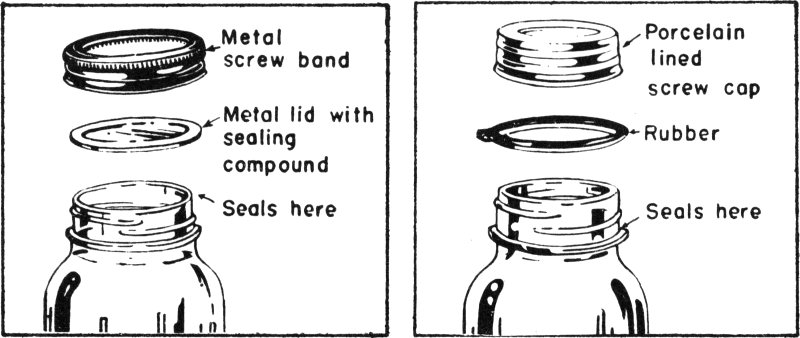 Metal
screw band
Metal lid with
sealing
compound
Seals here
Porcelain
lined
screw cap
Rubber
Seals here